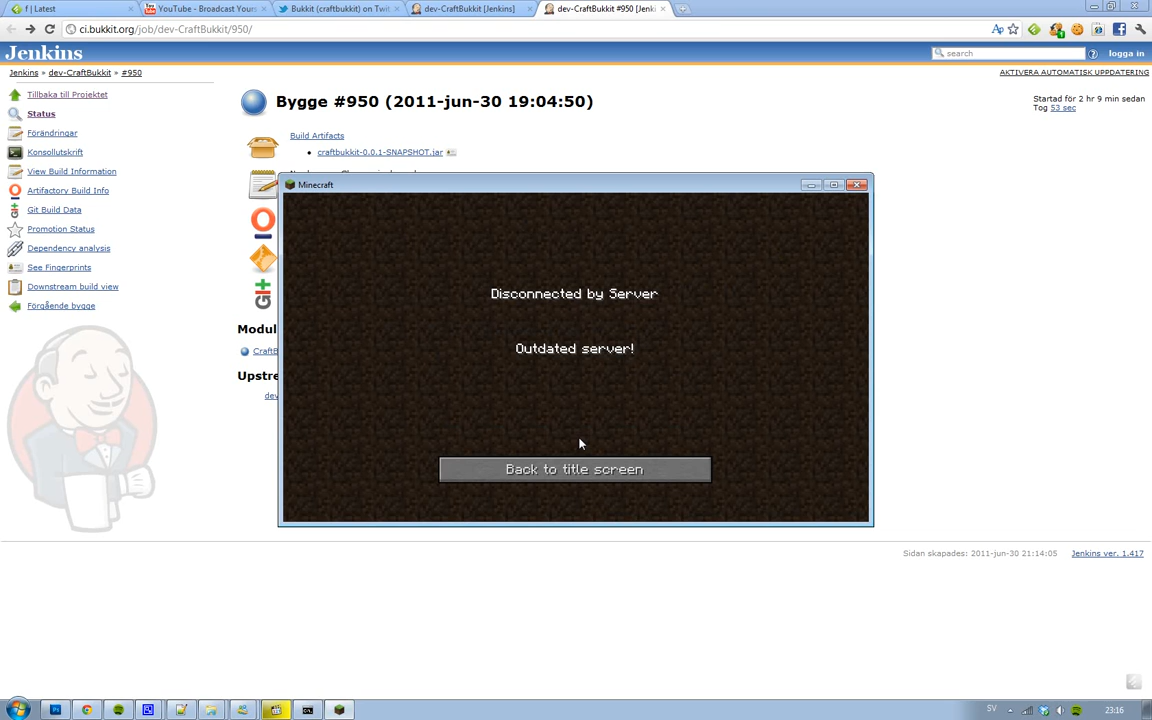 f | Latest
YouTube - Broadcast Yours
Bukkit (craftbukkit) on Twit
dev-CraftBukkit [Jenkins]
dev-CraftBukkit #950 [Jenki
ci.bukkit.org/job/dev-CraftBukkit/950/
Jenkins
search
logga in
Jenkins » dev-CraftBukkit » #950
AKTIVERA AUTOMATISK UPPDATERING
Tillbaka till Projektet
Status
Förändringar
Konsollutskrift
View Build Information
Artifactory Build Info
Git Build Data
Promotion Status
Dependency analysis
See Fingerprints
Downstream build view
Förgående bygge
Bygge #950 (2011-jun-30 19:04:50)
Startad för 2 hr 9 min sedan
Tog 53 sec
Build Artifacts
craftbukkit-0.0.1-SNAPSHOT.jar
Minecraft
Disconnected by Server
Outdated server!
Back to title screen
git
Modul
CraftB
Upstre
dev
Sidan skapades: 2011-jun-30 21:14:05
Jenkins ver. 1.417
SV
23:16